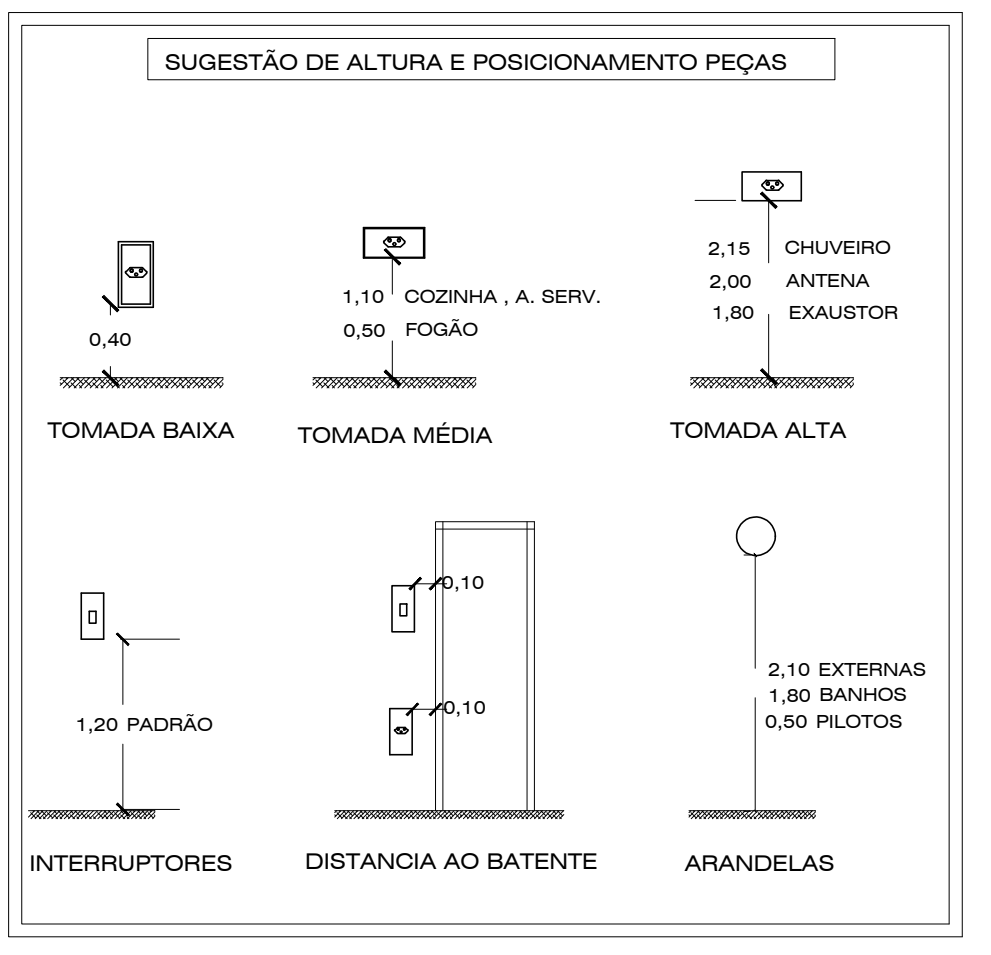 SUGESTÃO DE ALTURA E POSICIONAMENTO PEÇAS
0,40
TOMADA BAIXA
1,10 COZINHA , A. SERV.
0,50 FOGÃO
TOMADA MÉDIA
2,15 CHUVEIRO
2,00 ANTENA
1,80 EXAUSTOR
TOMADA ALTA
1,20 PADRÃO
INTERRUPTORES
0,10
0,10
DISTANCIA AO BATENTE
2,10 EXTERNAS
1,80 BANHOS
0,50 PILOTOS
ARANDELAS